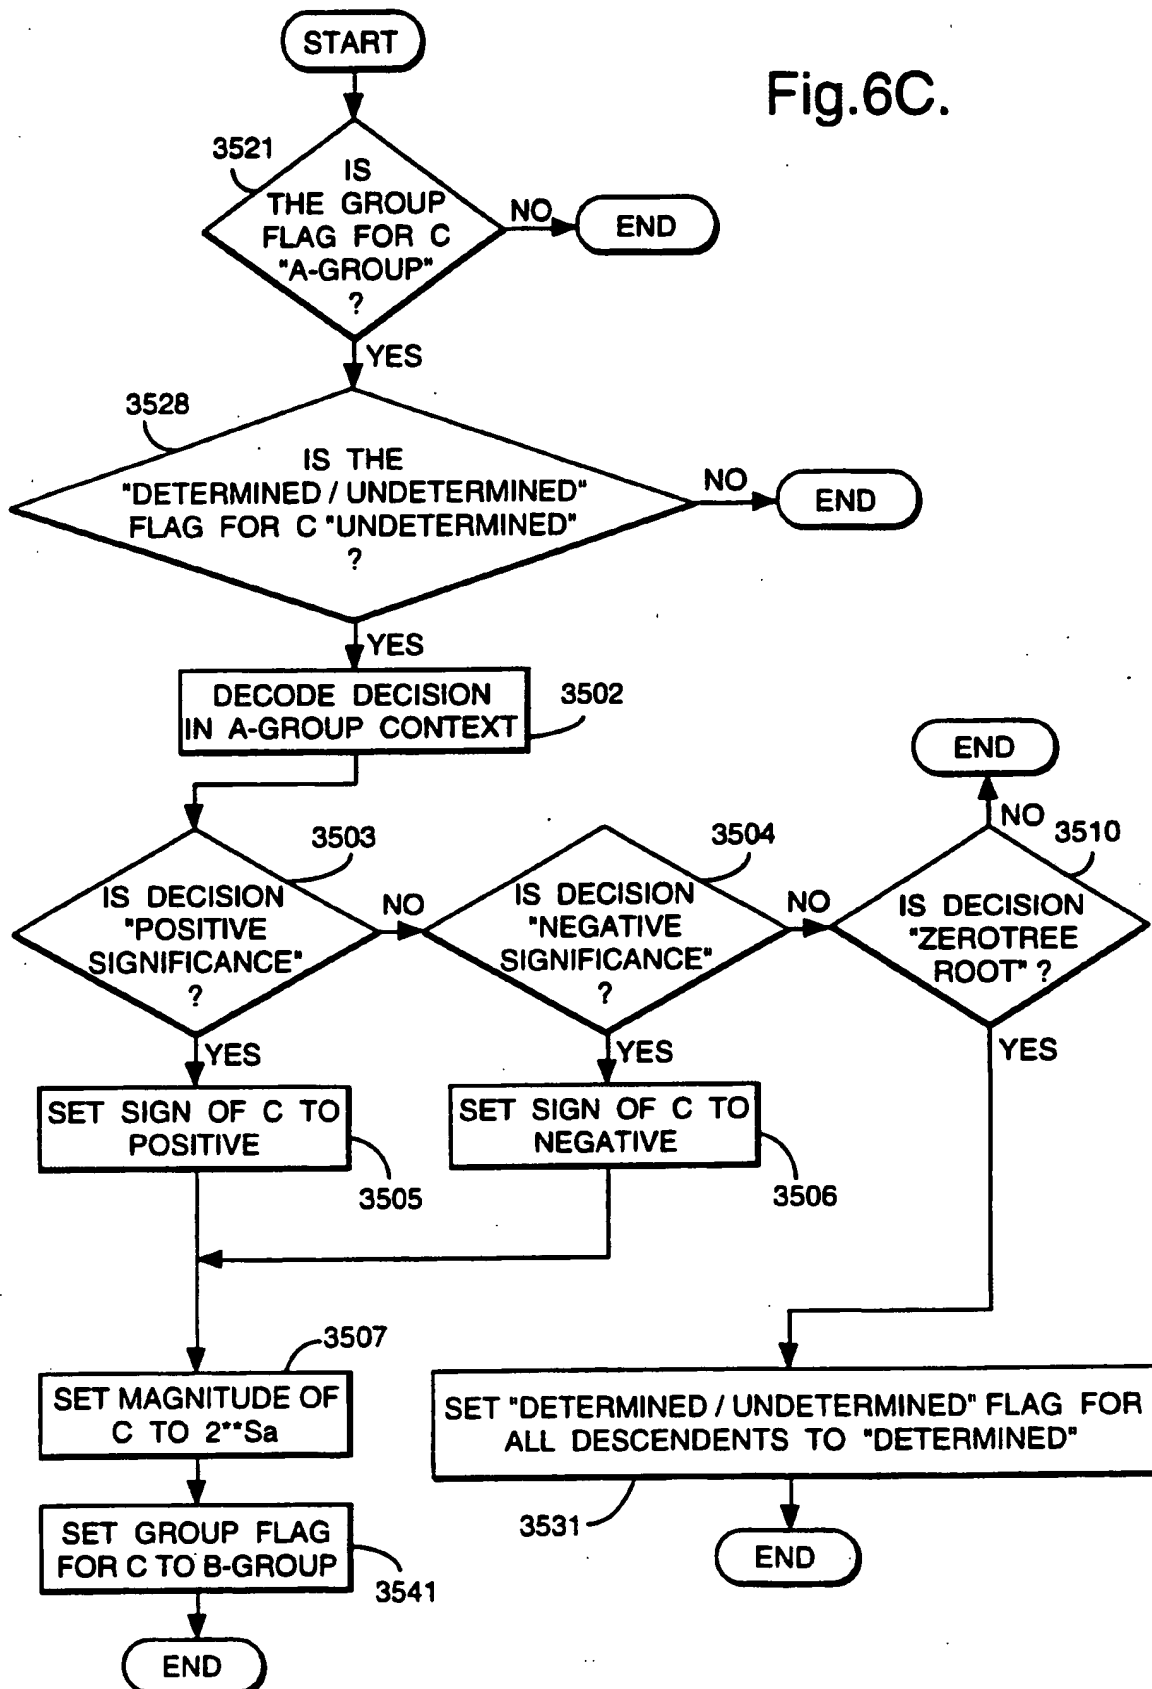 START
Fig.6C.
3521
IS
THE GROUP
FLAG FOR C
"A-GROUP"
?
NO
END
YES
3528
IS THE
"DETERMINED / UNDETERMINED"
FLAG FOR C "UNDETERMINED"
?
NO
END
YES
DECODE DECISION
IN A-GROUP CONTEXT
3502
END
NO
3503
IS DECISION
"POSITIVE
SIGNIFICANCE"
?
NO
3504
IS DECISION
"NEGATIVE
SIGNIFICANCE"
?
NO
3510
IS DECISION
"ZEROTREE
ROOT" ?
YES
YES
YES
SET SIGN OF C TO
POSITIVE
3505
SET SIGN OF C TO
NEGATIVE
3506
3507
SET MAGNITUDE OF
C TO 2**Sa
SET "DETERMINED / UNDETERMINED" FLAG FOR
ALL DESCENDENTS TO "DETERMINED"
3531
SET GROUP FLAG
FOR C TO B-GROUP
3541
END
END